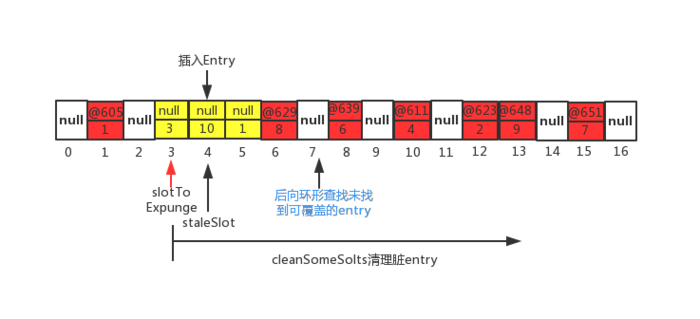 插入Entry
null @605 null null null null @629 null @639 null @611 null @623 @648 null @651 null
1 3 10 1 8 6 4 2 9 7
0 1 2 3 4 5 6 7 8 9 10 11 12 13 14 15 16
slotTo
Expunge
staleSlot
后向环形查找未找
到可覆盖的entry
cleanSomeSolts清理脏entry